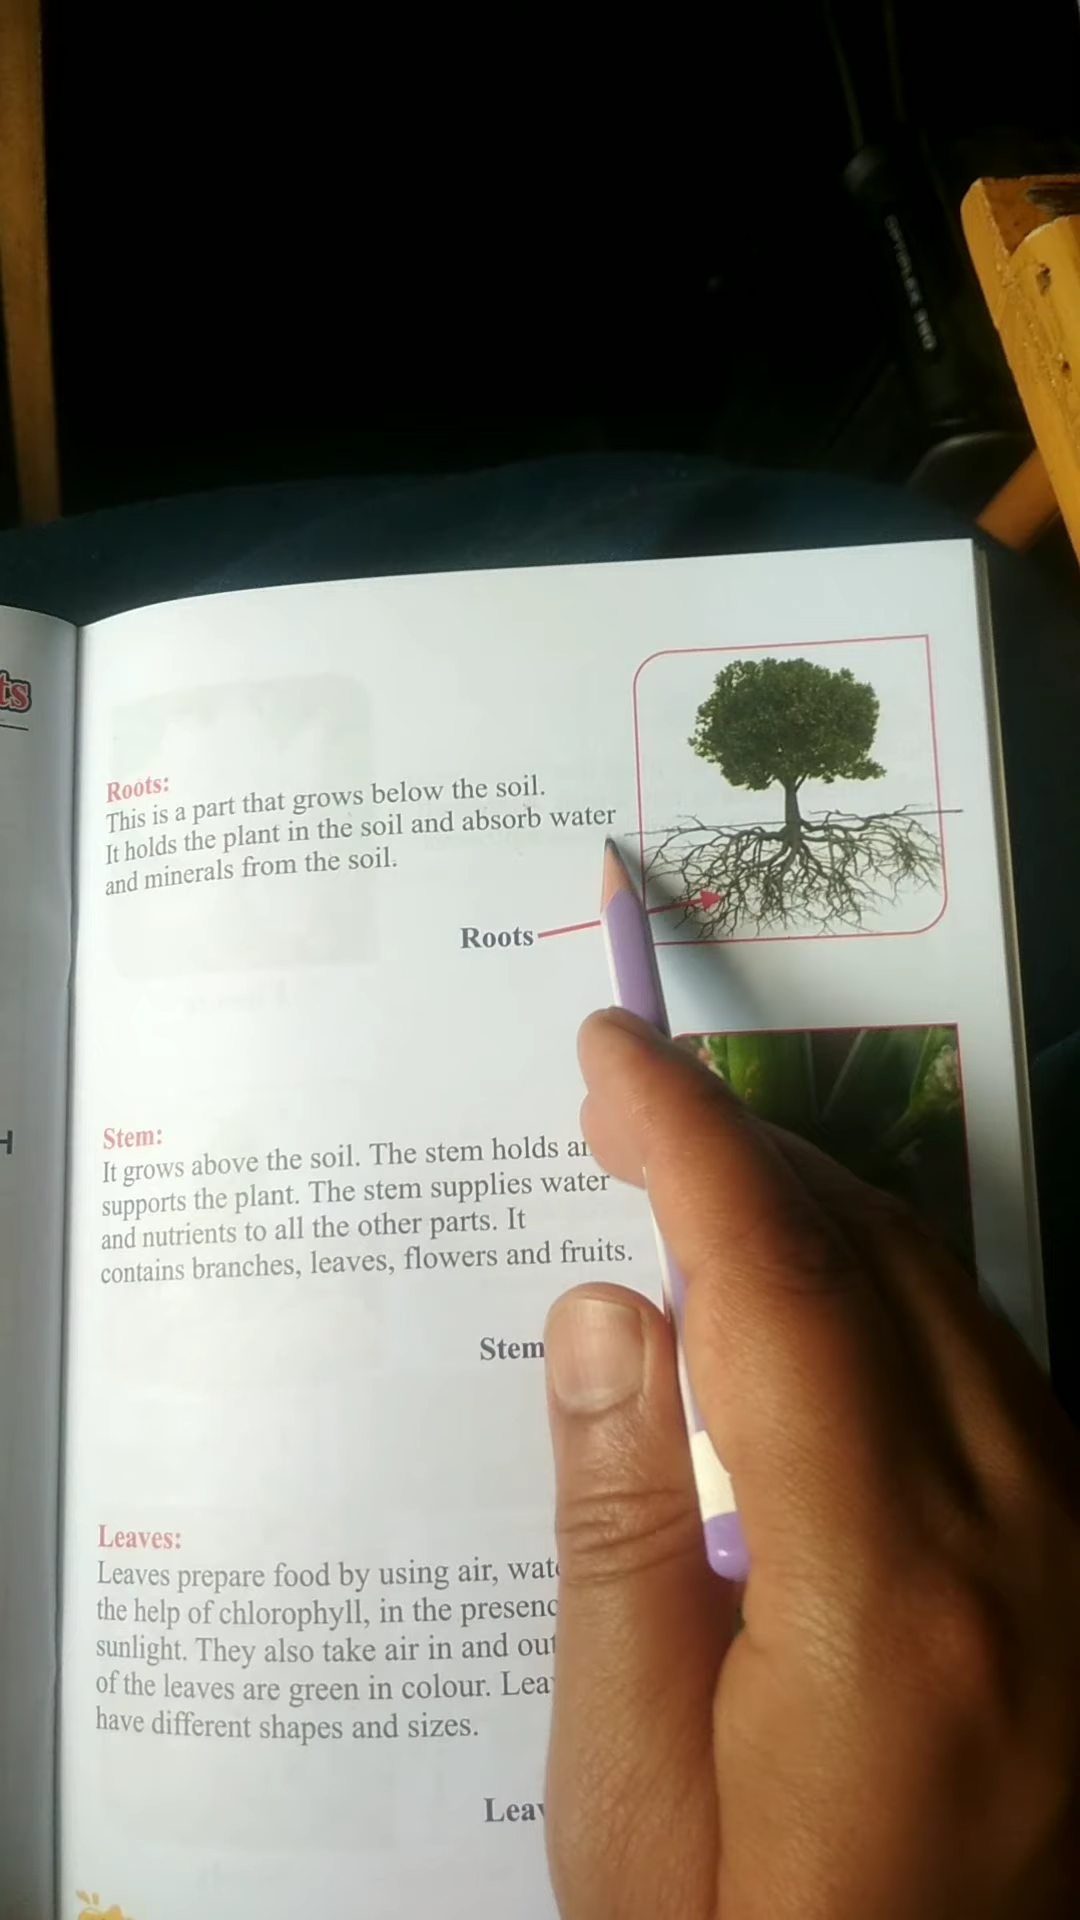 ts
Roots:
This is a part that grows below the soil.
It holds the plant in the soil and absorb water
and minerals from the soil.
Roots
H
Stem:
It grows above the soil. The stem holds
supports the plant. The stem supplies water
and nutrients to all the other parts. It
contains branches, leaves, flowers and fruits.
Stem
Leaves:
Leaves prepare food by using air,
the help of chlorophyll, in the
sunlight. They also take air in and
of the leaves are green in colour.
have different shapes and sizes.
OPTIPLEX 380